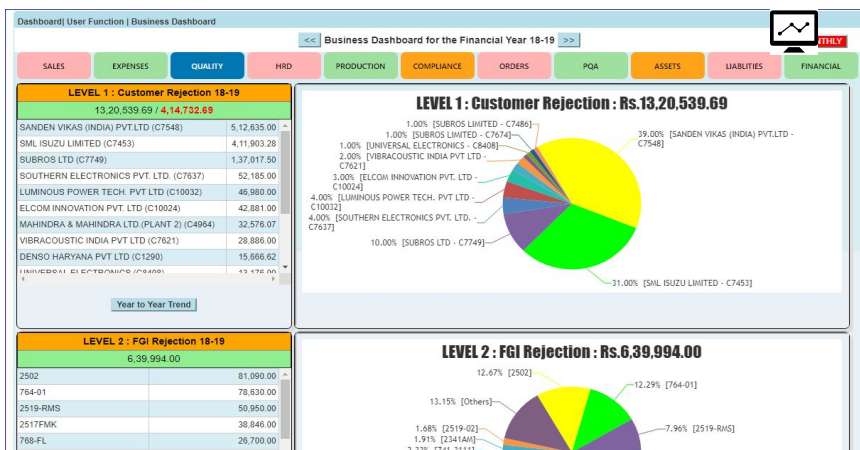 Dashboard| User Function | Business Dashboard
<< Business Dashboard for the Financial Year 18-19 >>
SALES EXPENSES QUALITY HRD PRODUCTION COMPLIANCE ORDERS PQA ASSETS LIABLITIES FINANCIAL
LEVEL 1 : Customer Rejection 18-19
13,20,539.69 / 4,14,732.69
SANDEN VIKAS (INDIA) PVT.LTD (C7548) 5,12,635.00
SML ISUZU LIMITED (C7453) 4,11,903.28
SUBROS LTD (C7749) 1,37,017.50
SOUTHERN ELECTRONICS PVT. LTD. (C7637) 52,185.00
LUMINOUS POWER TECH. PVT LTD (C10032) 46,980.00
ELCOM INNOVATION PVT. LTD (C10024) 42,881.00
MAHINDRA & MAHINDRA LTD.(PLANT 2) (C4964) 32,576.07
VIBRACOUSTIC INDIA PVT LTD (C7621) 28,886.00
DENSO HARYANA PVT LTD (C1290) 15,666.62
UNIVERSAL ELECTRONICS (C8408) 13,176.00
Year to Year Trend
LEVEL 1 : Customer Rejection : Rs.13,20,539.69
1.00% [SUBROS LIMITED - C7486]
1.00% [SUBROS LIMITED - C7674]
1.00% [UNIVERSAL ELECTRONICS - C8408]
2.00% [VIBRACOUSTIC INDIA PVT LTD -
C7621]
3.00% [ELCOM INNOVATION PVT. LTD -
C10024]
4.00% [LUMINOUS POWER TECH. PVT LTD -
C10032]
4.00% [SOUTHERN ELECTRONICS PVT. LTD. -
C7637]
10.00% [SUBROS LTD - C7749]
39.00% [SANDEN VIKAS (INDIA) PVT.LTD -
C7548]
31.00% [SML ISUZU LIMITED - C7453]
LEVEL 2 : FGI Rejection 18-19
6,39,994.00
2502 81,090.00
764-01 78,630.00
2519-RMS 50,950.00
2517FMK 38,846.00
768-FL 26,700.00
LEVEL 2 : FGI Rejection : Rs.6,39,994.00
12.67% [2502]
12.29% [764-01]
13.15% [Others]
7.96% [2519-RMS]
1.68% [2519-02]
1.91% [2341AM]